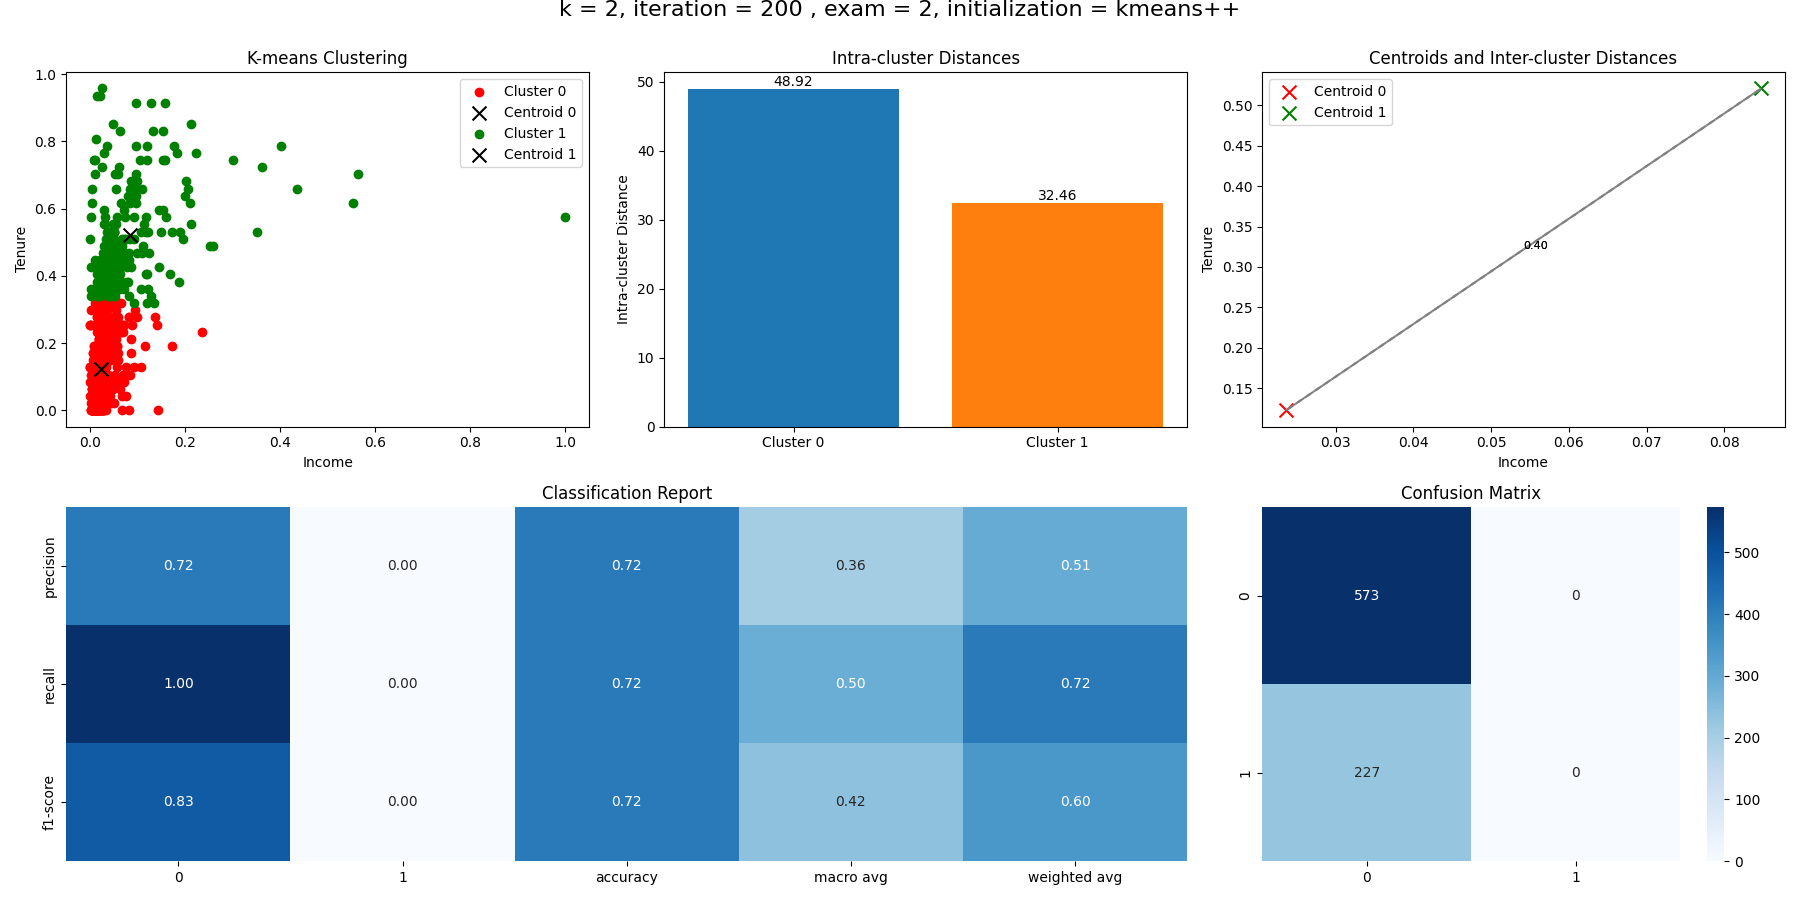 k = 2, iteration = 200 , exam = 2, initialization = kmeans++
K-means Clustering
Cluster 0
Centroid 0
Cluster 1
Centroid 1
1.0
0.8
0.6
0.4
0.2
0.0
Tenure
0.0 0.2 0.4 0.6 0.8 1.0
Income
Intra-cluster Distances
48.92
32.46
50
40
30
20
10
0
Intra-cluster Distance
Cluster 0 Cluster 1
Centroids and Inter-cluster Distances
Centroid 0
Centroid 1
0.40
0.50
0.45
0.40
0.35
0.30
0.25
0.20
0.15
Tenure
0.03 0.04 0.05 0.06 0.07 0.08
Income
Classification Report
precision 0.72 0.00 0.72 0.36 0.51
recall 1.00 0.00 0.72 0.50 0.72
f1-score 0.83 0.00 0.72 0.42 0.60
0 1 accuracy macro avg weighted avg
Confusion Matrix
0 573 0
1 227 0
0 1
500
400
300
200
100
0